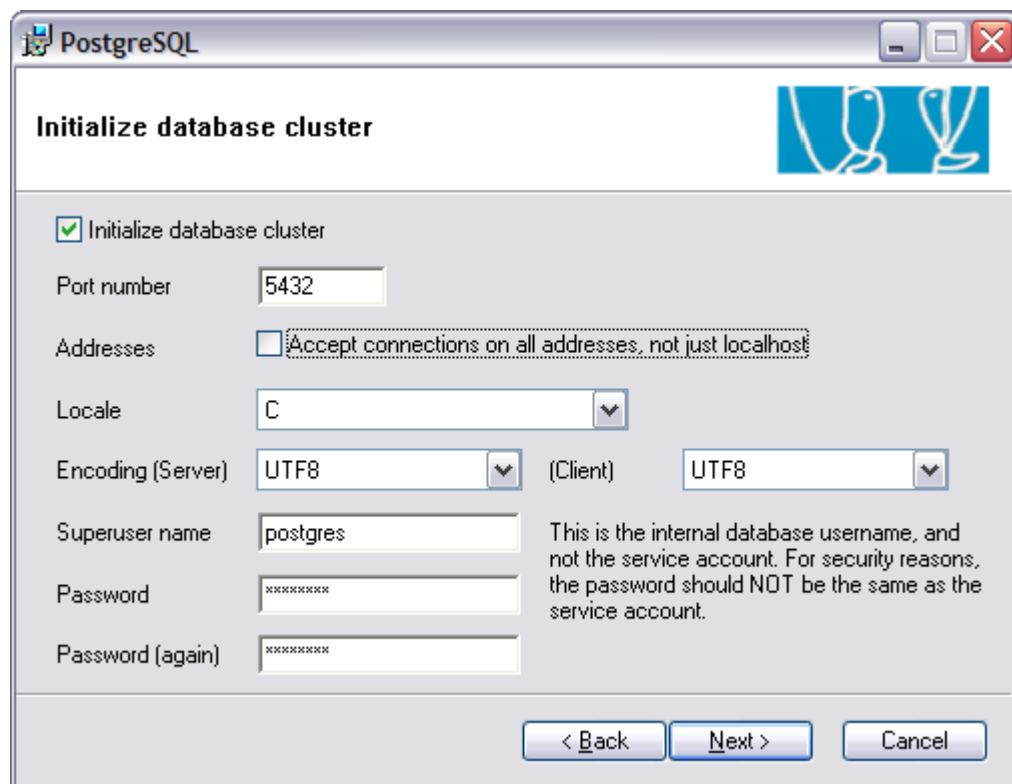 PostgreSQL
Initialize database cluster
Initialize database cluster
Port number 5432
Addresses Accept connections on all addresses, not just localhost
Locale C
Encoding (Server) UTF8 (Client) UTF8
Superuser name postgres
This is the internal database username, and
not the service account. For security reasons,
the password should NOT be the same as the
service account.
Password ********
Password (again) ********
< Back Next > Cancel